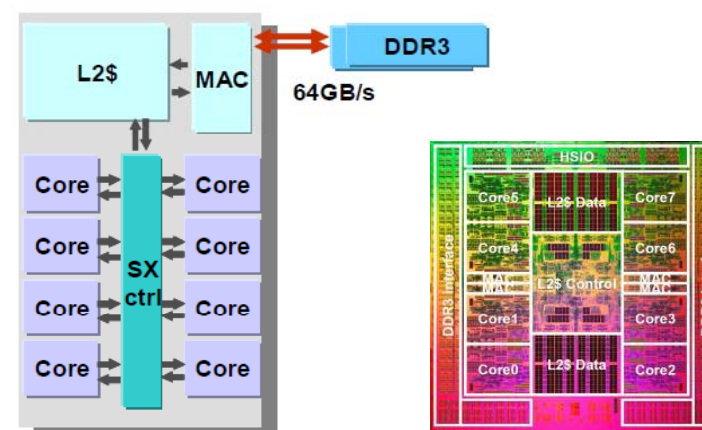 L2$
MAC
DDR3
64GB/s
Core
Core
Core
Core
SX
ctrl
Core
Core
Core
Core
HSIO
Core5
L2$ Data
Core7
Core4
Core6
DDR3 Interface
MAC
MAC
L2$ Control
MAC
MAC
Core1
Core3
Core0
L2$ Data
Core2